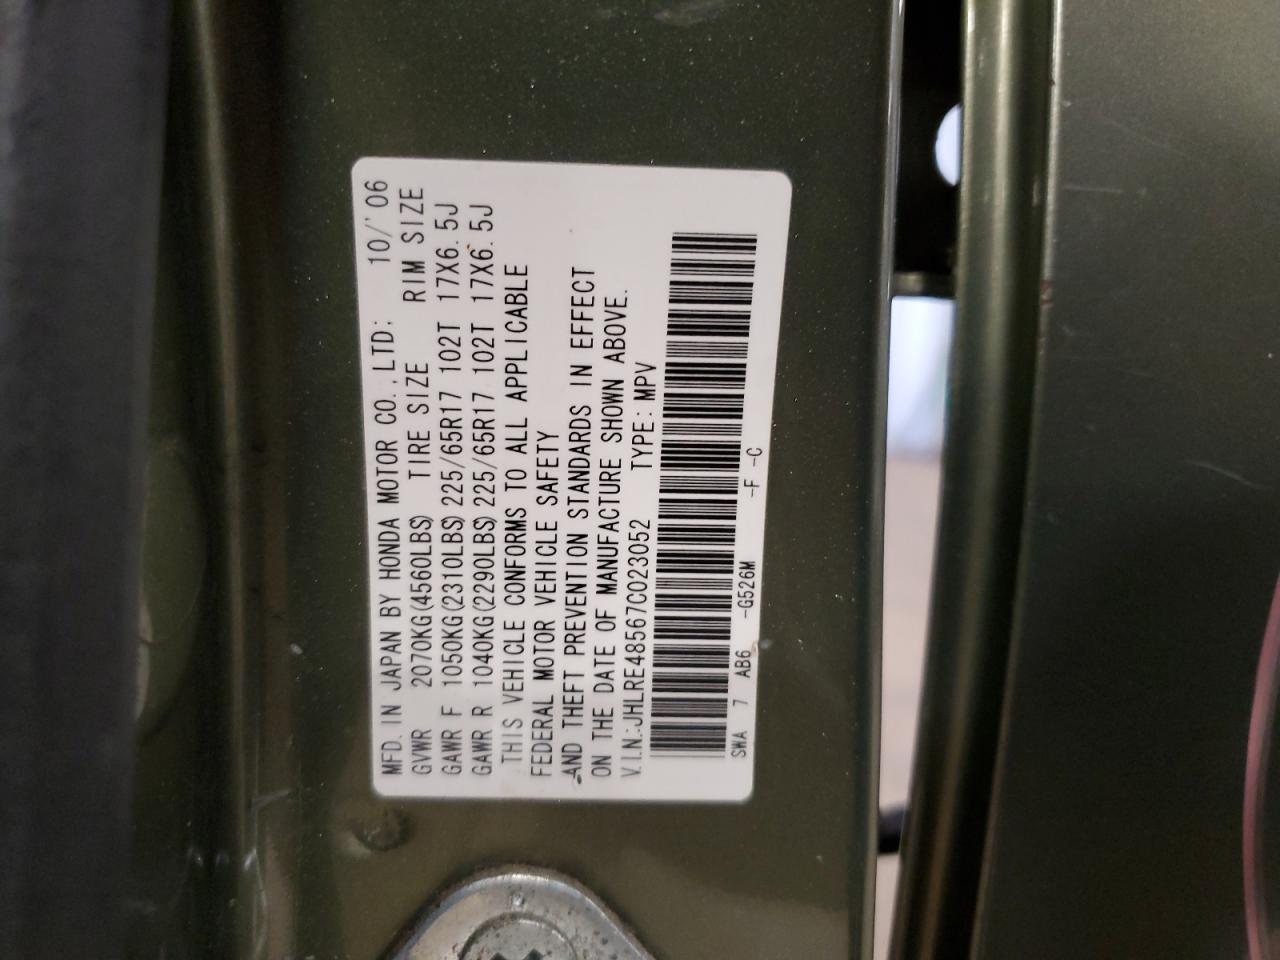 MFD. IN JAPAN BY HONDA MOTOR CO., LTD: 10/'06
GVWR 2070KG(4560LBS) TIRE SIZE RIM SIZE
GAWR F 1050KG(2310LBS) 225/65R17 102T 17X6.5J
GAWR R 1040KG(2290LBS) 225/65R17 102T 17X6.5J
THIS VEHICLE CONFORMS TO ALL APPLICABLE
FEDERAL MOTOR VEHICLE SAFETY
AND THEFT PREVENTION STANDARDS IN EFFECT
ON THE DATE OF MANUFACTURE SHOWN ABOVE.
V.I.N.:JHLRE48567C023052 TYPE: MPV
SWA 7 AB6 -G526M -F -C